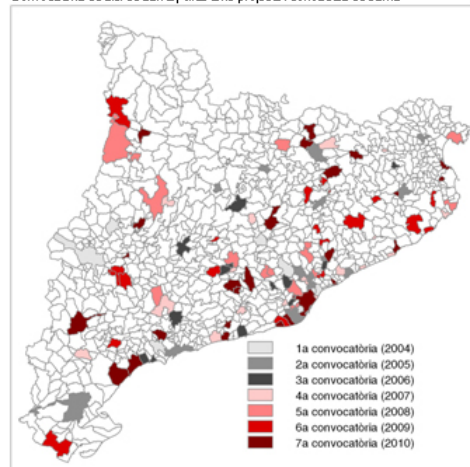 1a convocatòria (2004)
2a convocatòria (2005)
3a convocatòria (2006)
4a convocatòria (2007)
5a convocatòria (2008)
6a convocatòria (2009)
7a convocatòria (2010)